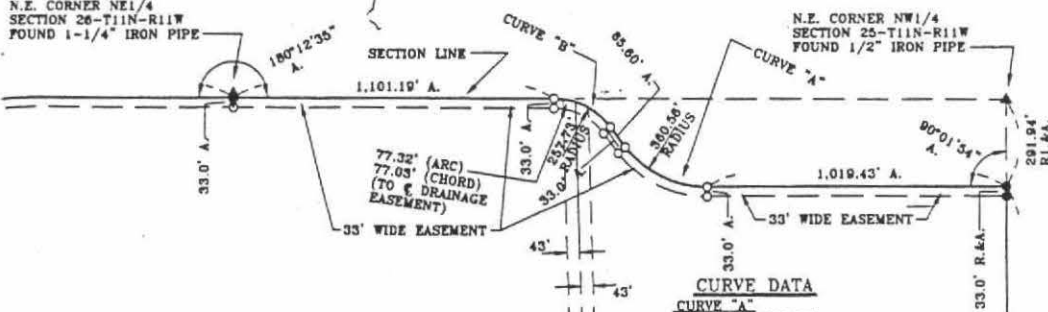 N.E. CORNER NE1/4
SECTION 26-T11N-R11W
FOUND 1-1/4" IRON PIPE
180°12'35"
A.
SECTION LINE
CURVE "B"
65.60' A.
CURVE "A"
N.E. CORNER NW1/4
SECTION 25-T11N-R11W
FOUND 1/2" IRON PIPE
1,101.19' A.
33.0' A.
33.0' A.
257.73'
RADIUS
360.56'
RADIUS
90°01'54"
A.
291.94'
R.&A.
77.32' (ARC)
77.03' (CHORD)
(TO ℄ DRAINAGE
EASEMENT)
33.0'
1,019.43' A.
33' WIDE EASEMENT
33' WIDE EASEMENT
33.0' A.
33.0' R.&A.
43'
43'
CURVE DATA
CURVE "A"